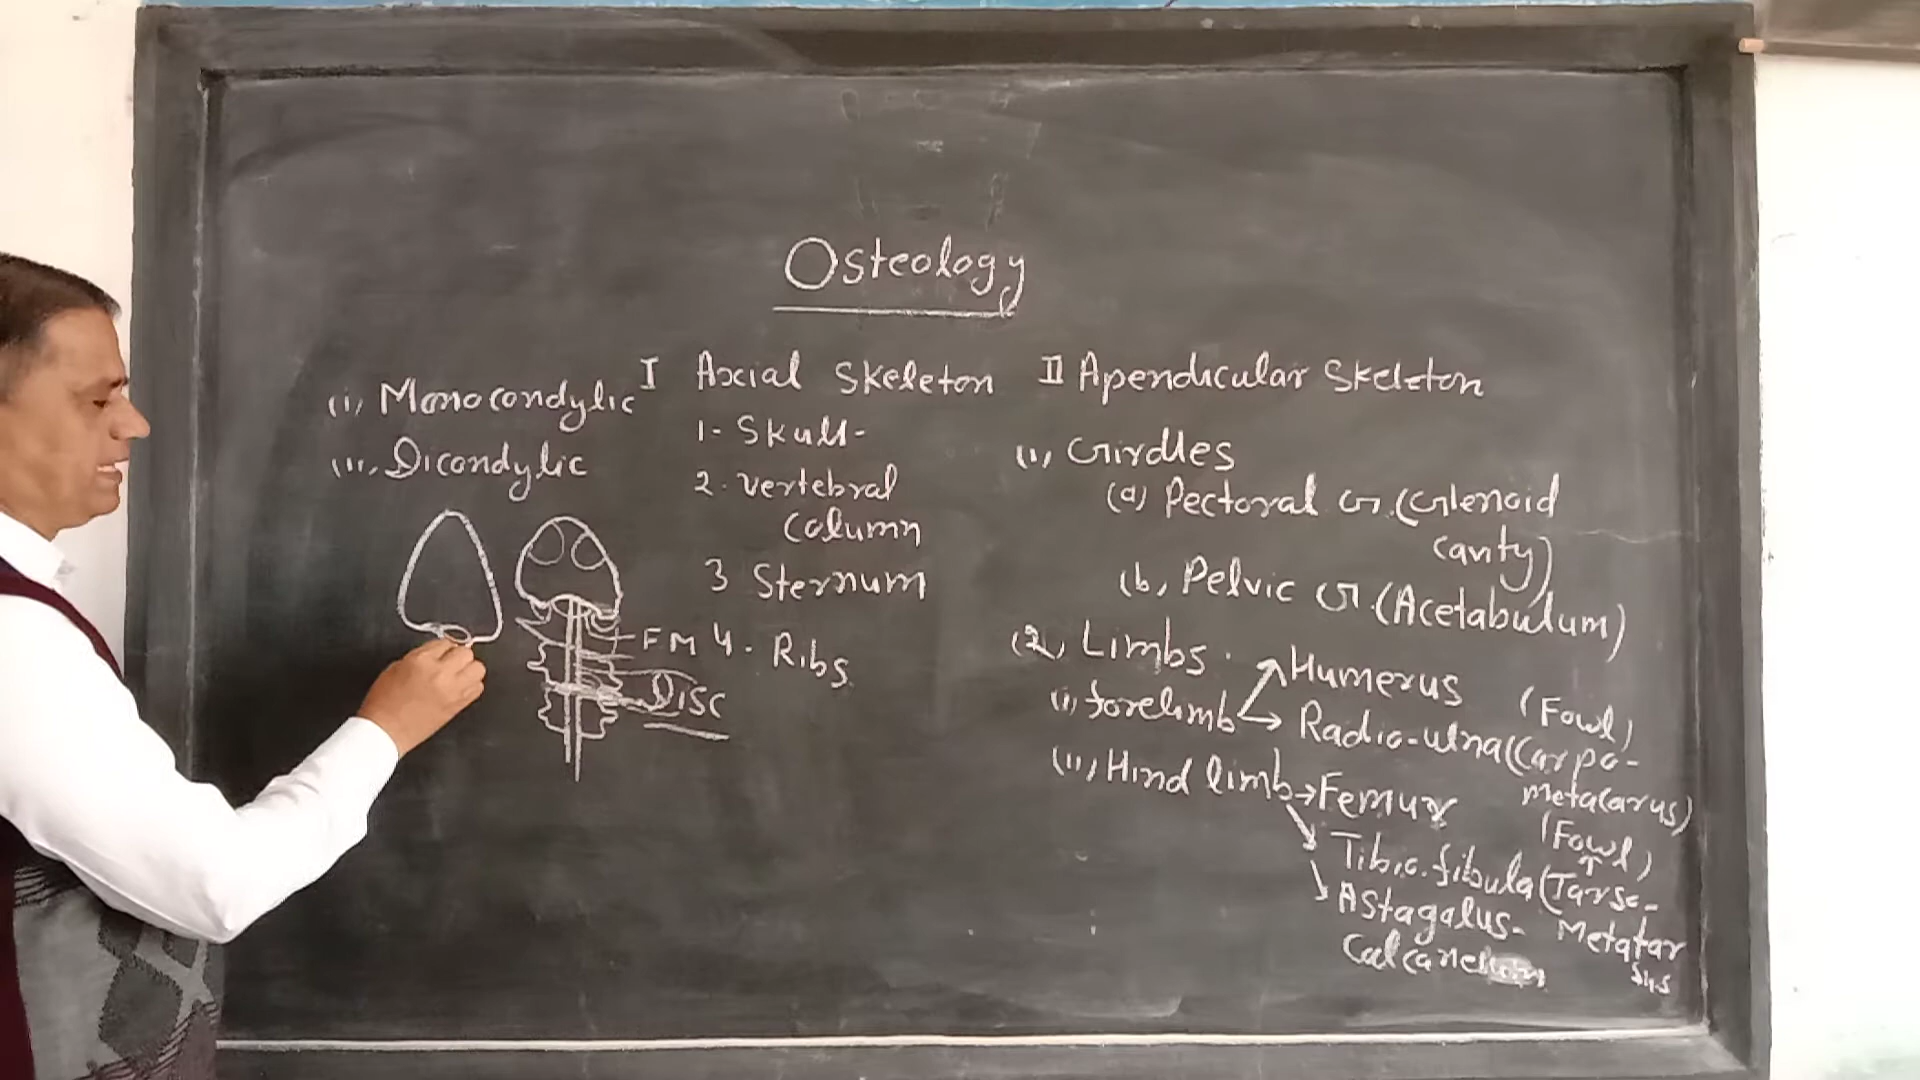 Osteology
I Axial Skeleton
II Apendicular Skeleton
(i) Monocondylic
(ii) Dicondylic
FM
Disc
1- Skull-
2. Vertebral
Column
3 Sternum
4. Ribs
(1) Girdles
(a) Pectoral G. (Glenoid
Cavity)
(b) Pelvic G. (Acetabulum)
(2) Limbs.
(i) forelimb → Humerus (Fowl)
→ Radio-ulna (Carpo-
metacarus)
(ii) Hind limb → Femur (Fowl)
↑
Tibio.fibula (Tarso-
Astagalus- Metatar
Calcaneum sus